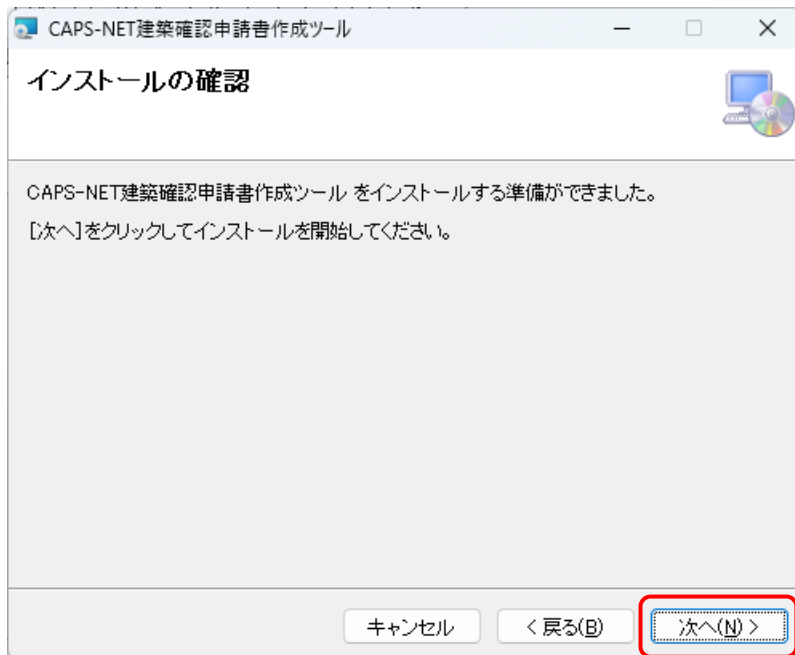 CAPS-NET建築確認申請書作成ツール
インストールの確認
CAPS-NET建築確認申請書作成ツール をインストールする準備ができました。
[次へ]をクリックしてインストールを開始してください。
キャンセル
< 戻る(B)
次へ(N) >